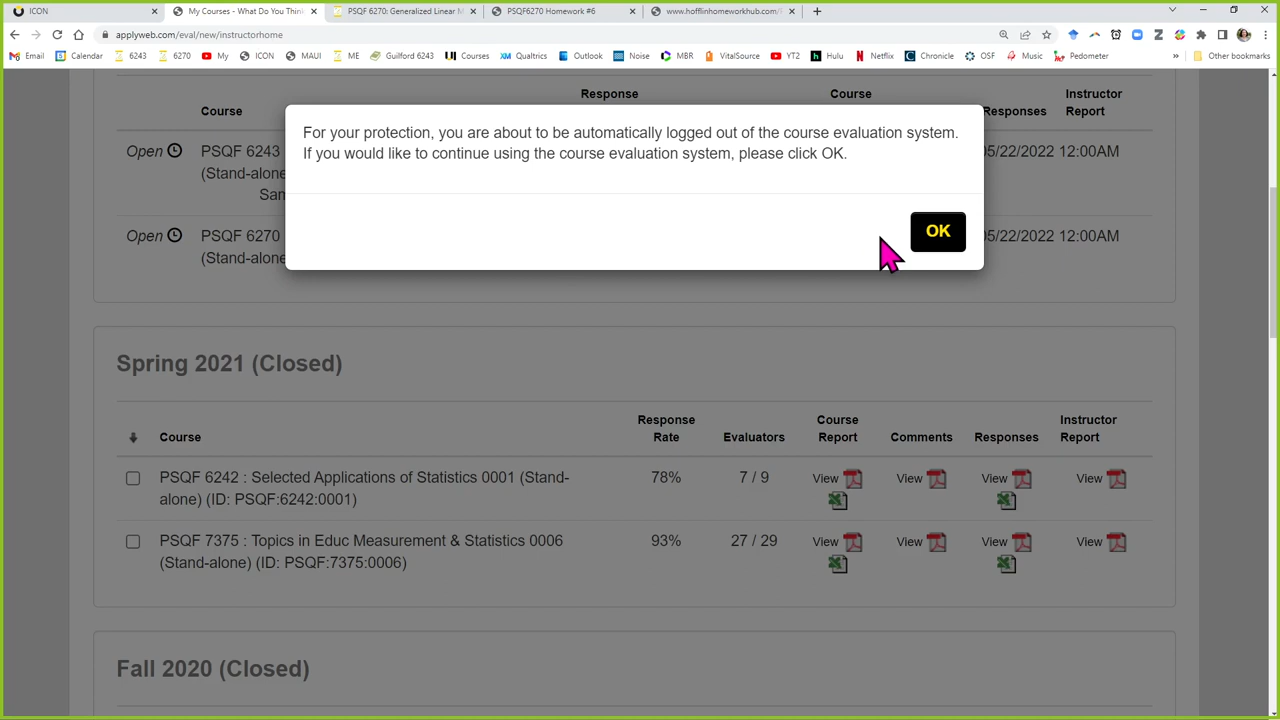 ICON
My Courses - What Do You Think
PSQF 6270: Generalized Linear M
PSQF6270 Homework #6
www.hofflinhomeworkhub.com/
applyweb.com/eval/new/instructorhome
Email Calendar 6243 6270 My ICON MAUI ME Guilford 6243 Courses Qualtrics Outlook Noise MBR VitalSource YT2 Hulu Netflix Chronicle OSF Music Pedometer » Other bookmarks
Response Course Instructor
Course Responses Report
For your protection, you are about to be automatically logged out of the course evaluation system.
If you would like to continue using the course evaluation system, please click OK.
OK
Open PSQF 6243 05/22/2022 12:00AM
(Stand-alone
San
Open PSQF 6270 05/22/2022 12:00AM
(Stand-alone
Spring 2021 (Closed)
Response Course Instructor
Course Rate Evaluators Report Comments Responses Report
PSQF 6242 : Selected Applications of Statistics 0001 (Stand- 78% 7 / 9 View View View View
alone) (ID: PSQF:6242:0001)
PSQF 7375 : Topics in Educ Measurement & Statistics 0006 93% 27 / 29 View View View View
(Stand-alone) (ID: PSQF:7375:0006)
Fall 2020 (Closed)